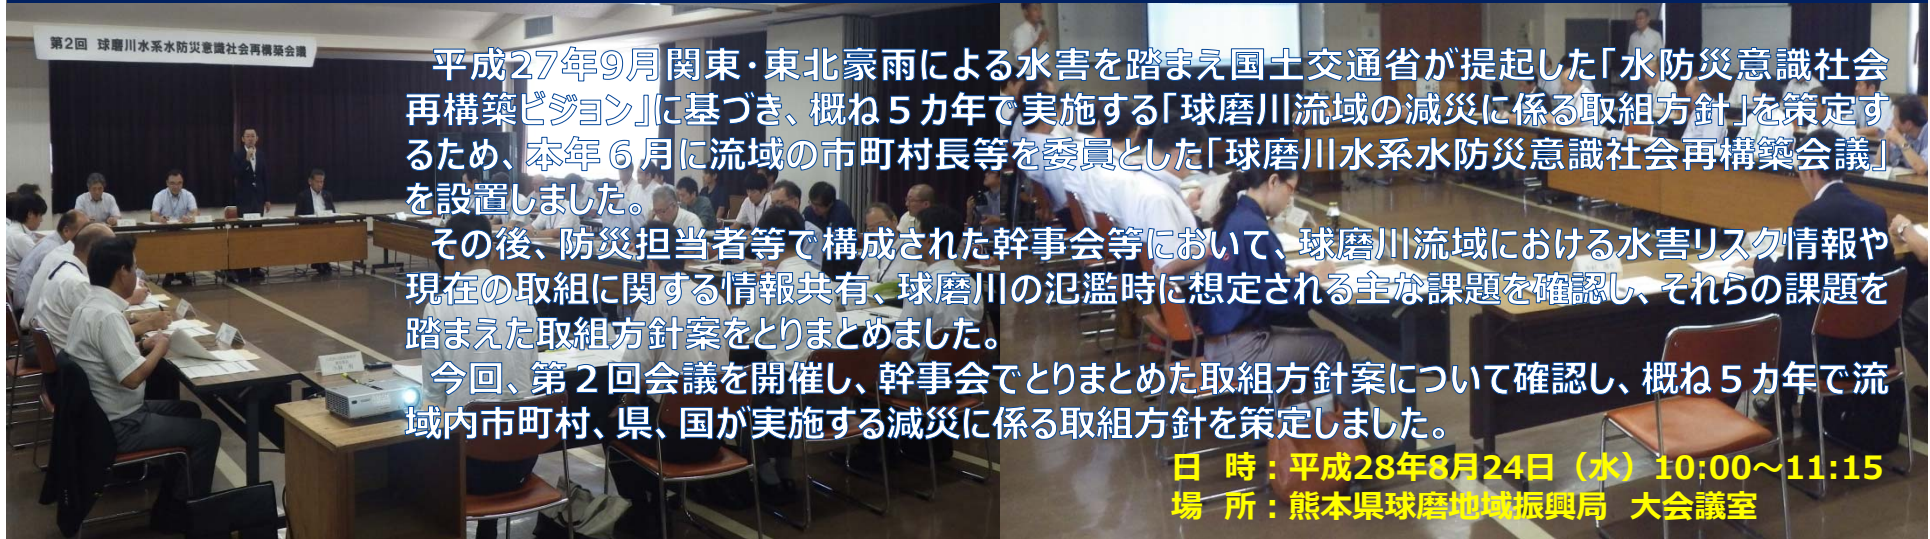 第2回 球磨川水系水防災意識社会再構築会議
平成27年9月関東・東北豪雨による水害を踏まえ国土交通省が提起した「水防災意識社会
再構築ビジョン」に基づき、概ね５カ年で実施する「球磨川流域の減災に係る取組方針」を策定す
るため、本年６月に流域の市町村長等を委員とした「球磨川水系水防災意識社会再構築会議」
を設置しました。
その後、防災担当者等で構成された幹事会等において、球磨川流域における水害リスク情報や
現在の取組に関する情報共有、球磨川の氾濫時に想定される主な課題を確認し、それらの課題を
踏まえた取組方針案をとりまとめました。
今回、第２回会議を開催し、幹事会でとりまとめた取組方針案について確認し、概ね５カ年で流
域内市町村、県、国が実施する減災に係る取組方針を策定しました。
日 時：平成28年8月24日（水）10:00～11:15
場 所：熊本県球磨地域振興局 大会議室